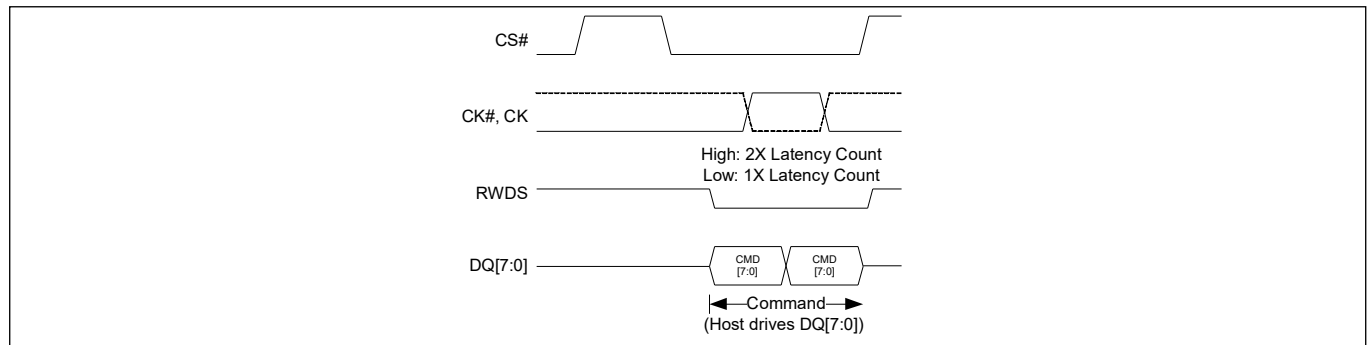 CS#
CK#, CK
High: 2X Latency Count
Low: 1X Latency Count
RWDS
DQ[7:0]
CMD CMD
[7:0] [7:0]
Command
(Host drives DQ[7:0])